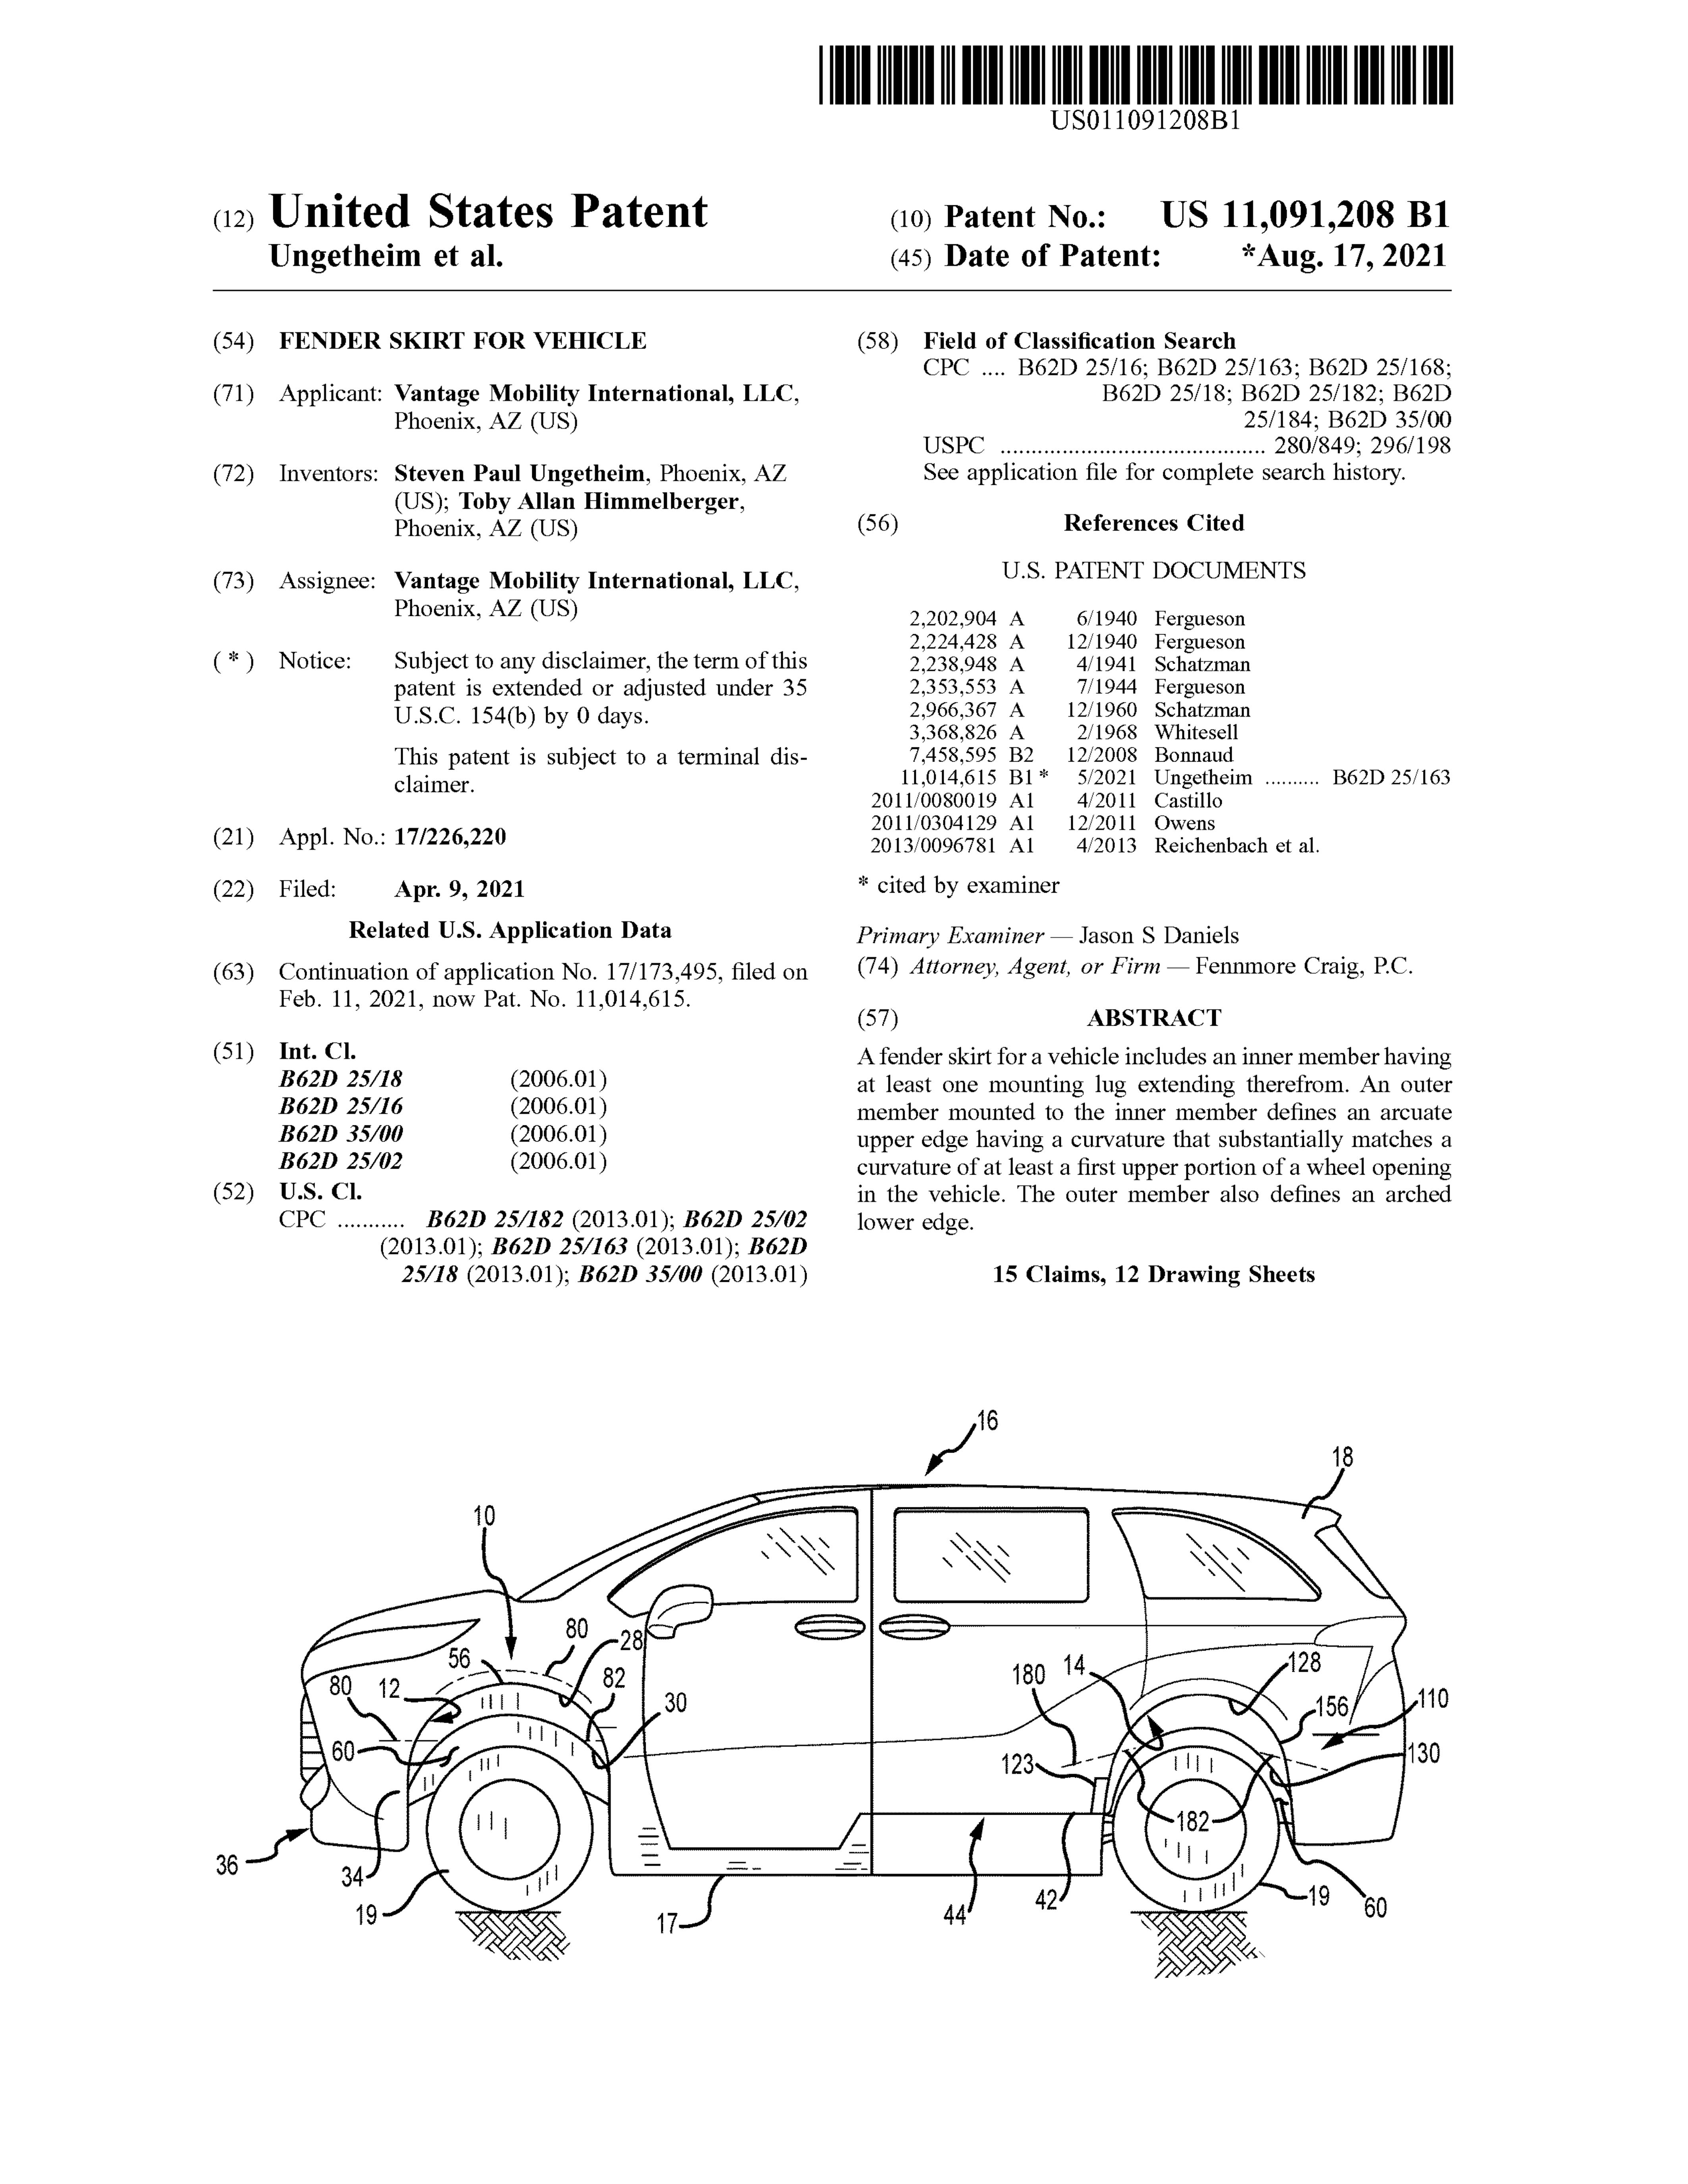 US011091208B1
(12) United States Patent
Ungetheim et al.
(10) Patent No.: US 11,091,208 B1
(45) Date of Patent: *Aug. 17, 2021
(54) FENDER SKIRT FOR VEHICLE
(71) Applicant: Vantage Mobility International, LLC,
Phoenix, AZ (US)
(72) Inventors: Steven Paul Ungetheim, Phoenix, AZ
(US); Toby Allan Himmelberger,
Phoenix, AZ (US)
(73) Assignee: Vantage Mobility International, LLC,
Phoenix, AZ (US)
( * ) Notice: Subject to any disclaimer, the term of this
patent is extended or adjusted under 35
U.S.C. 154(b) by 0 days.
This patent is subject to a terminal dis-
claimer.
(21) Appl. No.: 17/226,220
(22) Filed: Apr. 9, 2021
Related U.S. Application Data
(63) Continuation of application No. 17/173,495, filed on
Feb. 11, 2021, now Pat. No. 11,014,615.
(51) Int. Cl.
B62D 25/18 (2006.01)
B62D 25/16 (2006.01)
B62D 35/00 (2006.01)
B62D 25/02 (2006.01)
(52) U.S. Cl.
CPC ........... B62D 25/182 (2013.01); B62D 25/02
(2013.01); B62D 25/163 (2013.01); B62D
25/18 (2013.01); B62D 35/00 (2013.01)
(58) Field of Classification Search
CPC .... B62D 25/16; B62D 25/163; B62D 25/168;
B62D 25/18; B62D 25/182; B62D
25/184; B62D 35/00
USPC .......................................... 280/849; 296/198
See application file for complete search history.
(56) References Cited
U.S. PATENT DOCUMENTS
2,202,904 A 6/1940 Fergueson
2,224,428 A 12/1940 Fergueson
2,238,948 A 4/1941 Schatzman
2,353,553 A 7/1944 Fergueson
2,966,367 A 12/1960 Schatzman
3,368,826 A 2/1968 Whitesell
7,458,595 B2 12/2008 Bonnaud
11,014,615 B1 * 5/2021 Ungetheim .......... B62D 25/163
2011/0080019 A1 4/2011 Castillo
2011/0304129 A1 12/2011 Owens
2013/0096781 A1 4/2013 Reichenbach et al.
* cited by examiner
Primary Examiner — Jason S Daniels
(74) Attorney, Agent, or Firm — Fennmore Craig, P.C.
(57) ABSTRACT
A fender skirt for a vehicle includes an inner member having
at least one mounting lug extending therefrom. An outer
member mounted to the inner member defines an arcuate
upper edge having a curvature that substantially matches a
curvature of at least a first upper portion of a wheel opening
in the vehicle. The outer member also defines an arched
lower edge.
15 Claims, 12 Drawing Sheets
16
18
10
80
28
56
82
80
12
30
60
180
14
128
156
110
130
123
182
36
34
19
17
44
42
19
60